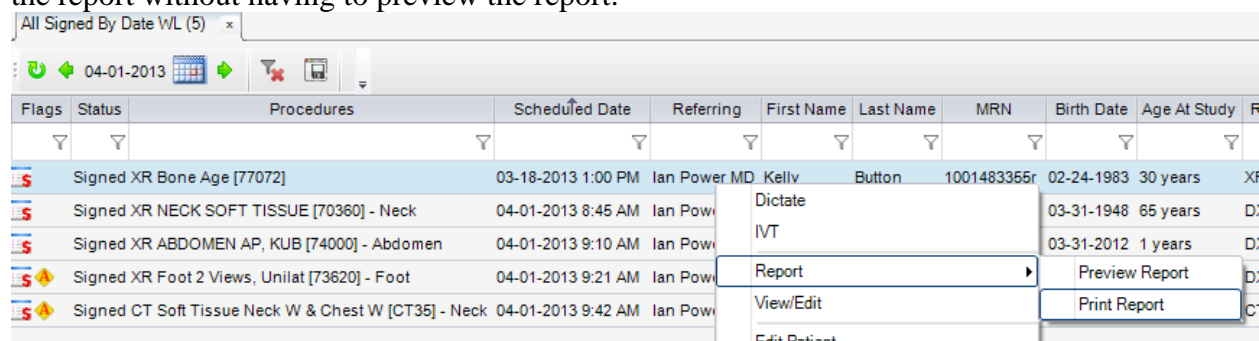 the report without having to preview the report.
All Signed By Date WL (5) x
04-01-2013
Flags Status Procedures Scheduled Date Referring First Name Last Name MRN Birth Date Age At Study
Signed XR Bone Age [77072] 03-18-2013 1:00 PM Ian Power MD Kelly Button 1001483355r 02-24-1983 30 years
Dictate
Signed XR NECK SOFT TISSUE [70360] - Neck 04-01-2013 8:45 AM Ian 03-31-1948 65 years
IVT
Signed XR ABDOMEN AP, KUB [74000] - Abdomen 04-01-2013 9:10 AM Ian 03-31-2012 1 years
Signed XR Foot 2 Views, Unilat [73620] - Foot 04-01-2013 9:21 AM Ian Report Preview Report
Signed CT Soft Tissue Neck W & Chest W [CT35] - Neck 04-01-2013 9:42 AM Ian View/Edit Print Report
Edit Patient